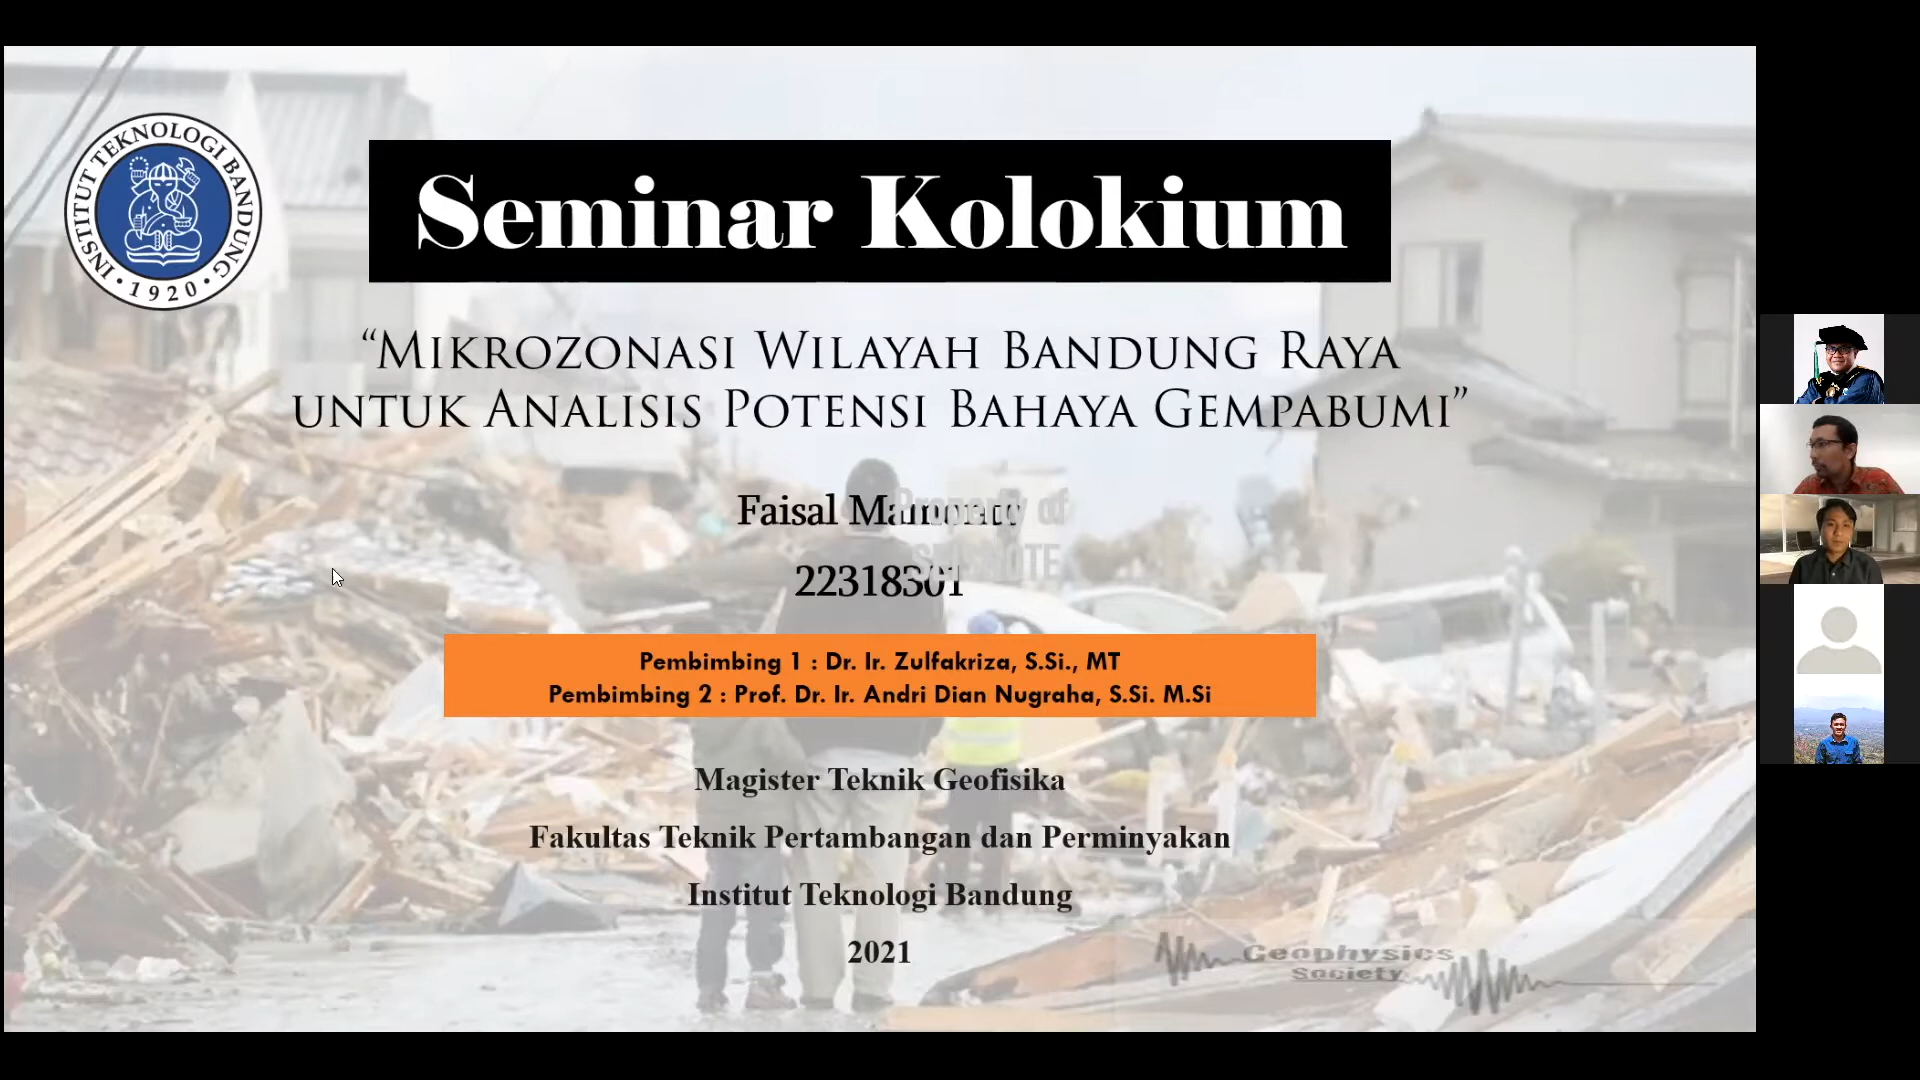 INSTITUT TEKNOLOGI BANDUNG
• 1920 •
Seminar Kolokium
“Mikrozonasi Wilayah Bandung Raya
untuk Analisis Potensi Bahaya Gempabumi”
Faisal
Property of
Pembimbing 1 : Dr. Ir. Zulfakriza, S.Si., MT
Pembimbing 2 : Prof. Dr. Ir. Andri Dian Nugraha, S.Si. M.Si
Magister Teknik Geofisika
Fakultas Teknik Pertambangan dan Perminyakan
Institut Teknologi Bandung
2021
Geophysics
Society